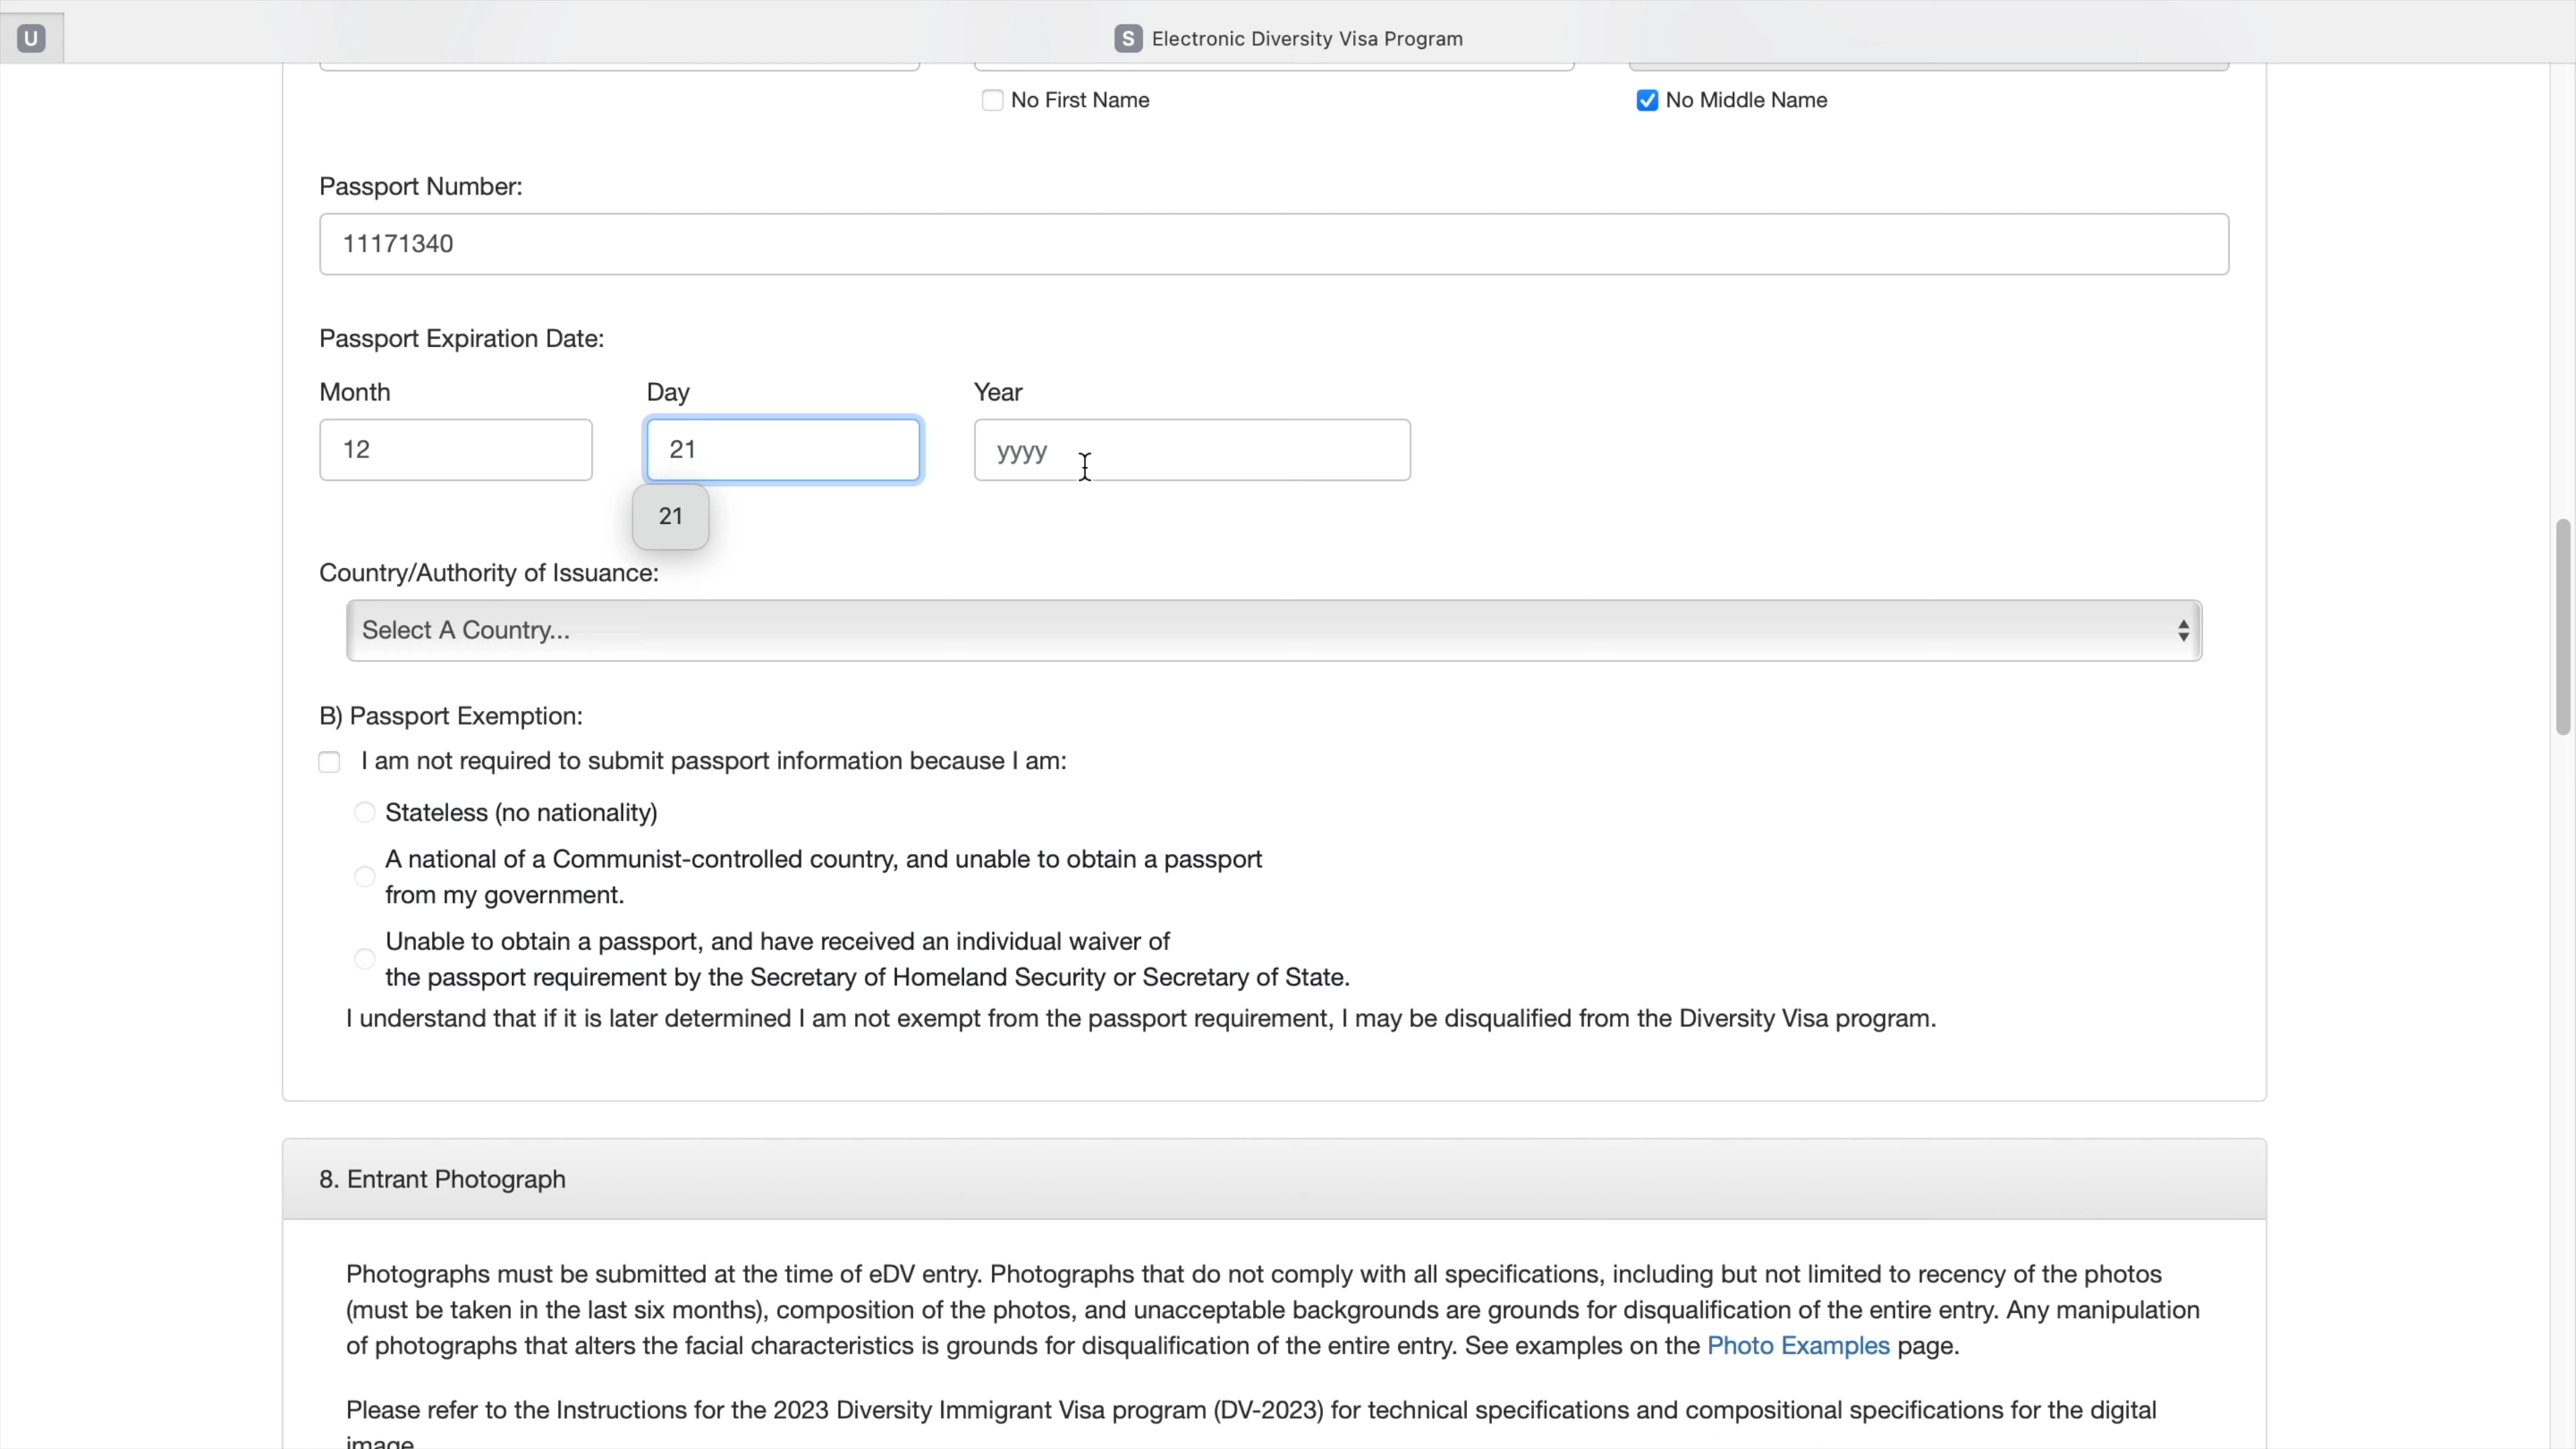 U
S Electronic Diversity Visa Program
No First Name
No Middle Name
Passport Number:
11171340
Passport Expiration Date:
Month Day Year
12 21 yyyy
21
Country/Authority of Issuance:
Select A Country...
B) Passport Exemption:
I am not required to submit passport information because I am:
Stateless (no nationality)
A national of a Communist-controlled country, and unable to obtain a passport
from my government.
Unable to obtain a passport, and have received an individual waiver of
the passport requirement by the Secretary of Homeland Security or Secretary of State.
I understand that if it is later determined I am not exempt from the passport requirement, I may be disqualified from the Diversity Visa program.
8. Entrant Photograph
Photographs must be submitted at the time of eDV entry. Photographs that do not comply with all specifications, including but not limited to recency of the photos
(must be taken in the last six months), composition of the photos, and unacceptable backgrounds are grounds for disqualification of the entire entry. Any manipulation
of photographs that alters the facial characteristics is grounds for disqualification of the entire entry. See examples on the Photo Examples page.
Please refer to the Instructions for the 2023 Diversity Immigrant Visa program (DV-2023) for technical specifications and compositional specifications for the digital
image.